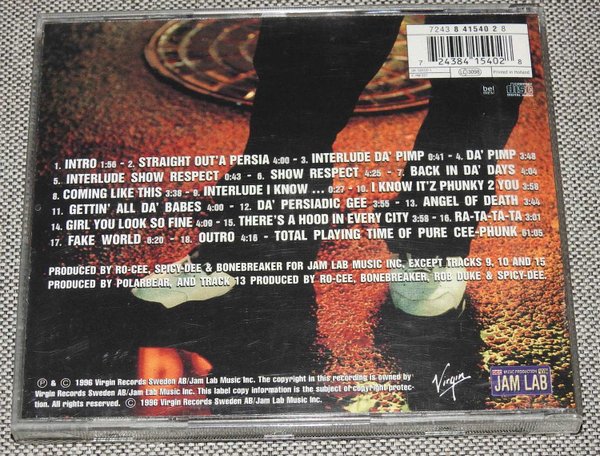 7243 8 41540 2 8
7 24384 15402 8
LC 3098
Printed in Holland
bel
BIEM
COMPACT disc
DIGITAL AUDIO
1. INTRO 1:56 - 2. STRAIGHT OUT'A PERSIA 4:00 - 3. INTERLUDE DA' PIMP 0:41 - 4. DA' PIMP 3:48
5. INTERLUDE SHOW RESPECT 0:43 - 6. SHOW RESPECT 4:25 - 7. BACK IN DA' DAYS 4:04
8. COMING LIKE THIS 3:38 - 9. INTERLUDE I KNOW ... 0:27 - 10. I KNOW IT'Z PHUNKY 2 YOU 3:58
11. GETTIN' ALL DA' BABES 4:00 - 12. DA' PERSIADIC GEE 3:55 - 13. ANGEL OF DEATH 3:44
14. GIRL YOU LOOK SO FINE 4:09 - 15. THERE'S A HOOD IN EVERY CITY 3:58 - 16. RA-TA-TA-TA 3:01
17. FAKE WORLD 6:20 - 18. OUTRO 4:16 - TOTAL PLAYING TIME OF PURE CEE-PHUNK 61:05
PRODUCED BY RO-CEE, SPICY-DEE & BONEBREAKER FOR JAM LAB MUSIC INC, EXCEPT TRACKS 9, 10 AND 15
PRODUCED BY POLARBEAR, AND TRACK 13 PRODUCED BY RO-CEE, BONEBREAKER, ROB DUKE & SPICY-DEE.
℗ & © 1996 Virgin Records Sweden AB/Jam Lab Music Inc. The copyright in this recording is owned by
Virgin Records Sweden AB/Jam Lab Music Inc. This label copy information is the subject of copyright protec-
tion. All rights reserved. © 1996 Virgin Records Sweden AB/Jam Lab Music Inc.
Virgin
MUSIC PRODUCTION
JAM LAB